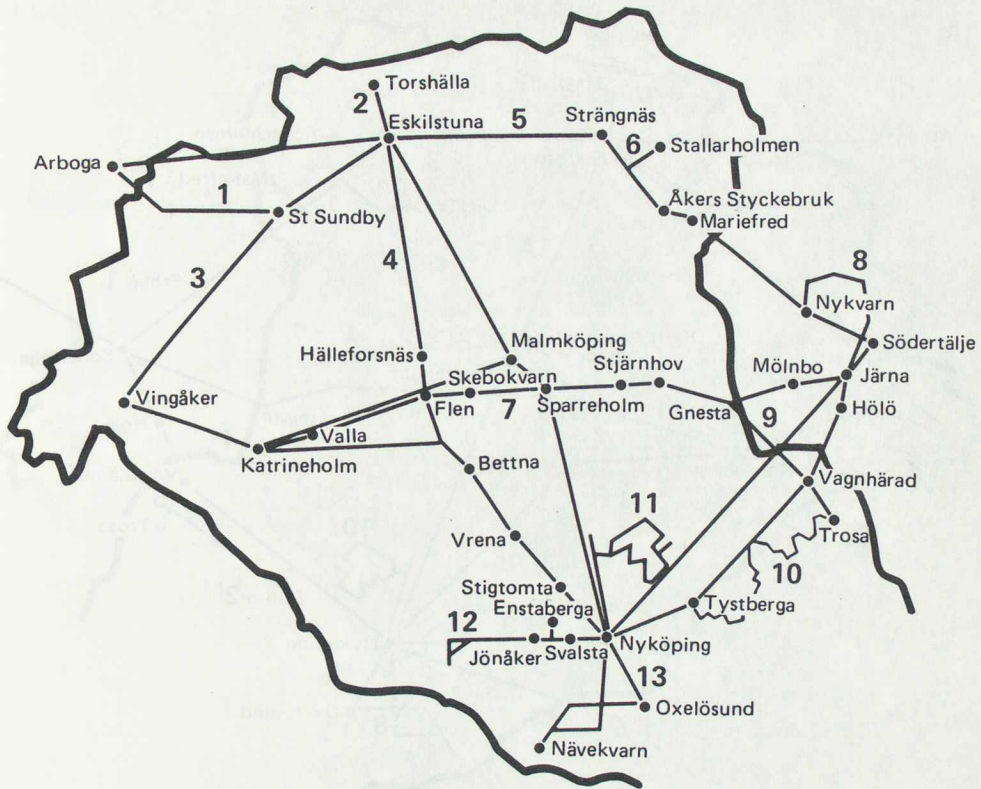 Torshälla
2
Eskilstuna
5
Strängnäs
6
Stallarholmen
Arboga
1
St Sundby
Åkers Styckebruk
Mariefred
3
4
8
Nykvarn
Södertälje
Hälleforsnäs
Malmköping
Stjärnhov
Mölnbo
Järna
Skebokvarn
Vingåker
Flen
7
Sparreholm
Gnesta
9
Hölö
Valla
Katrineholm
Bettna
Vagnhärad
11
Vrena
Trosa
10
Stigtomta
Enstaberga
Tystberga
12
Jönåker
Svalsta
Nyköping
13
Oxelösund
Nävekvarn